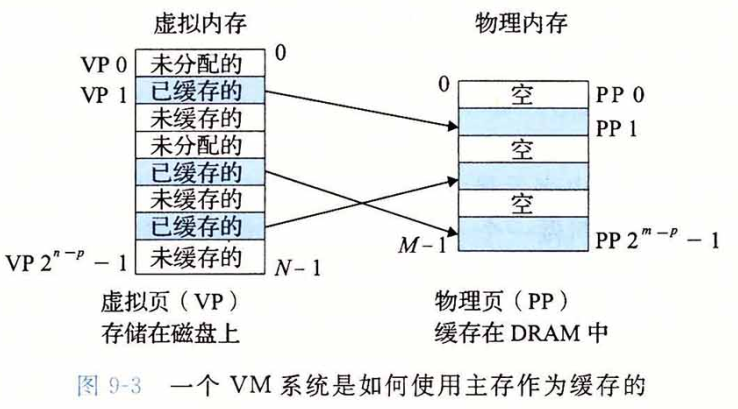 虚拟内存
物理内存
VP 0
未分配的
0
VP 1
已缓存的
未缓存的
未分配的
已缓存的
未缓存的
已缓存的
VP 2^{n-p} - 1
未缓存的
N-1
0
空
PP 0
PP 1
空
空
M-1
PP 2^{m-p} - 1
虚拟页（VP）
存储在磁盘上
物理页（PP）
缓存在 DRAM 中
图 9-3 一个 VM 系统是如何使用主存作为缓存的